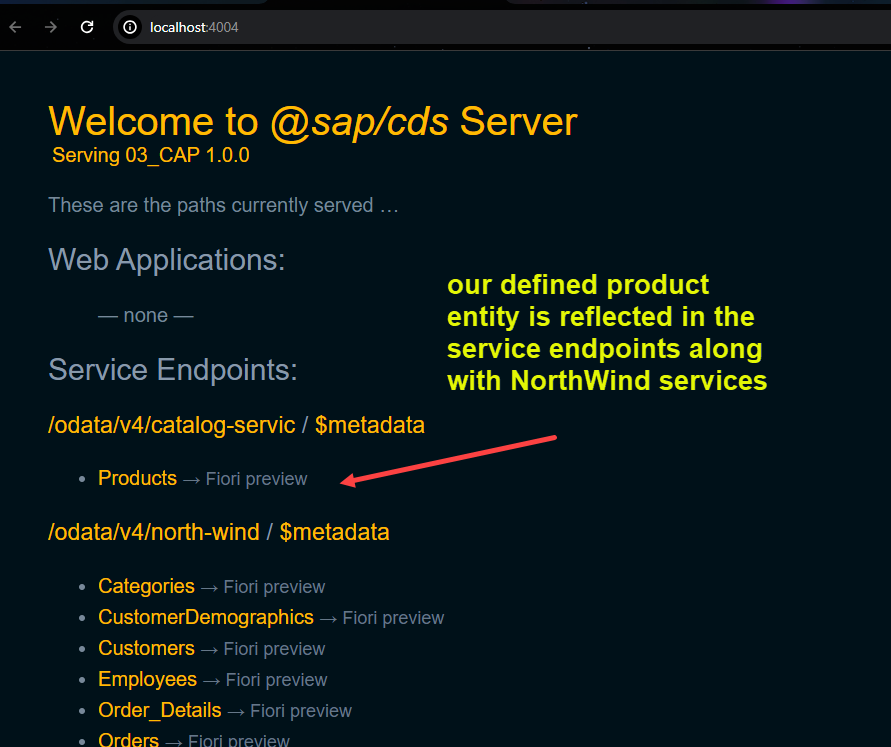 localhost:4004
Welcome to @sap/cds Server
Serving 03_CAP 1.0.0
These are the paths currently served …
Web Applications:
— none —
our defined product
entity is reflected in the
service endpoints along
with NorthWind services
Service Endpoints:
/odata/v4/catalog-servic / $metadata
Products → Fiori preview
/odata/v4/north-wind / $metadata
Categories → Fiori preview
CustomerDemographics → Fiori preview
Customers → Fiori preview
Employees → Fiori preview
Order_Details → Fiori preview
Orders → Fiori preview